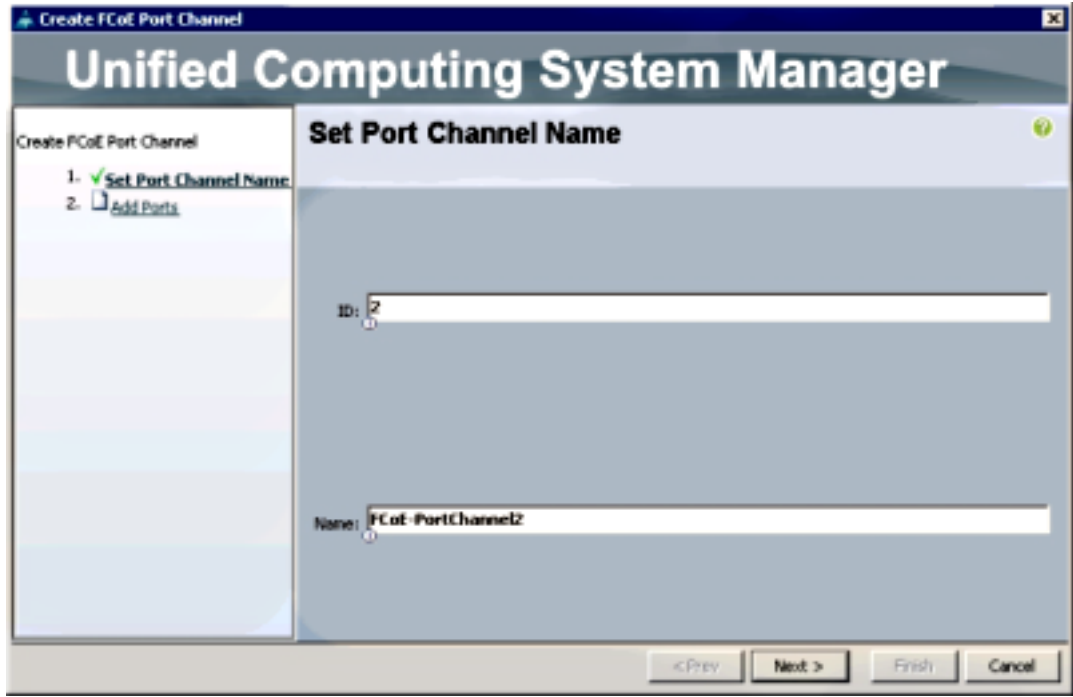 Create FCoE Port Channel
Unified Computing System Manager
Create FCoE Port Channel
1. Set Port Channel Name
2. Add Ports
Set Port Channel Name
?
ID: 2
Name: FCoE-PortChannel2
< Prev
Next >
Finish
Cancel